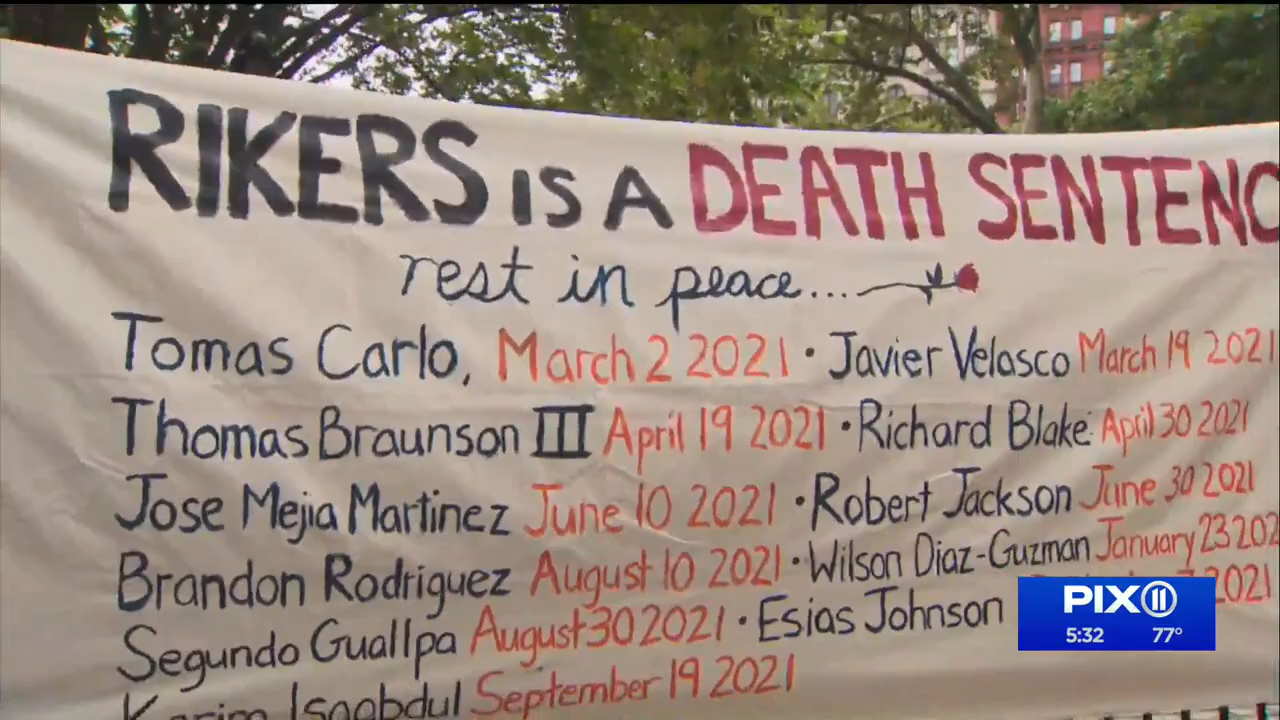 RIKERS IS A DEATH SENTENC
rest in peace...
Tomas Carlo, March 2 2021 · Javier Velasco March 19 2021
Thomas Braunson III April 19 2021 · Richard Blake April 30 2021
Jose Mejia Martinez June 10 2021 · Robert Jackson June 30 2021
Brandon Rodriguez August 10 2021 · Wilson Diaz-Guzman January 23 202
Segundo Guallpa August 30 2021 · Esias Johnson 7 2021
Karim Isaabdul September 19 2021
PIX11
5:32 77°